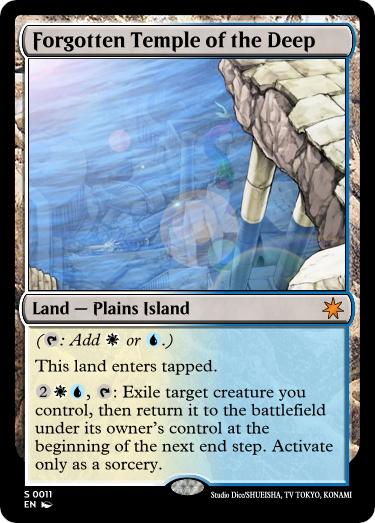 Forgotten Temple of the Deep
Land — Plains Island
(: Add or .)
This land enters tapped.
2, : Exile target creature you
control, then return it to the battlefield
under its owner's control at the
beginning of the next end step. Activate
only as a sorcery.
S 0011
EN
Studio Dice/SHUEISHA, TV TOKYO, KONAMI